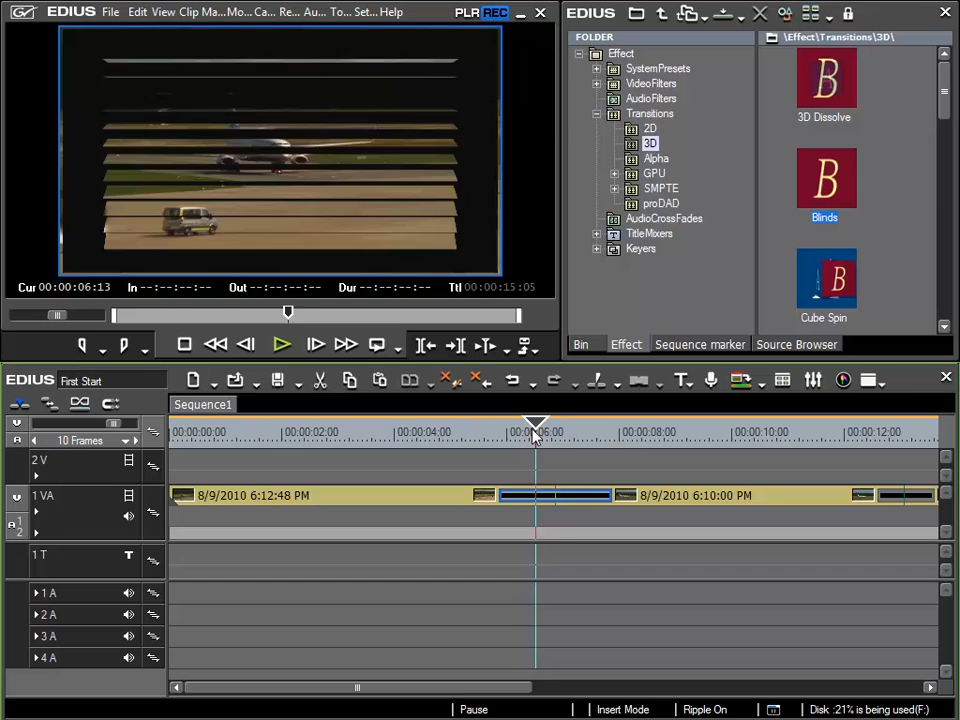 EDIUS File Edit View Clip Ma...Mo... Ca... Re... Au... To... Set...Help PLR REC
Cur 00:00:06:13 In --:--:--:-- Out --:--:--:-- Dur --:--:--:-- Ttl 00:00:15:05
EDIUS
FOLDER
\Effect\Transitions\3D\
Effect
SystemPresets
VideoFilters
AudioFilters
Transitions
2D
3D
Alpha
GPU
SMPTE
proDAD
AudioCrossFades
TitleMixers
Keyers
B
3D Dissolve
B
Blinds
B
Cube Spin
Bin Effect Sequence marker Source Browser
EDIUS First Start
Sequence1
10 Frames
00:00:00:00 00:00:02:00 00:00:04:00 00:00:06:00 00:00:08:00 00:00:10:00 00:00:12:00
2 V
1 VA 8/9/2010 6:12:48 PM 8/9/2010 6:10:00 PM
A 1
2
1 T T
1 A
2 A
3 A
4 A
Pause Insert Mode Ripple On Disk :21% is being used(F:)